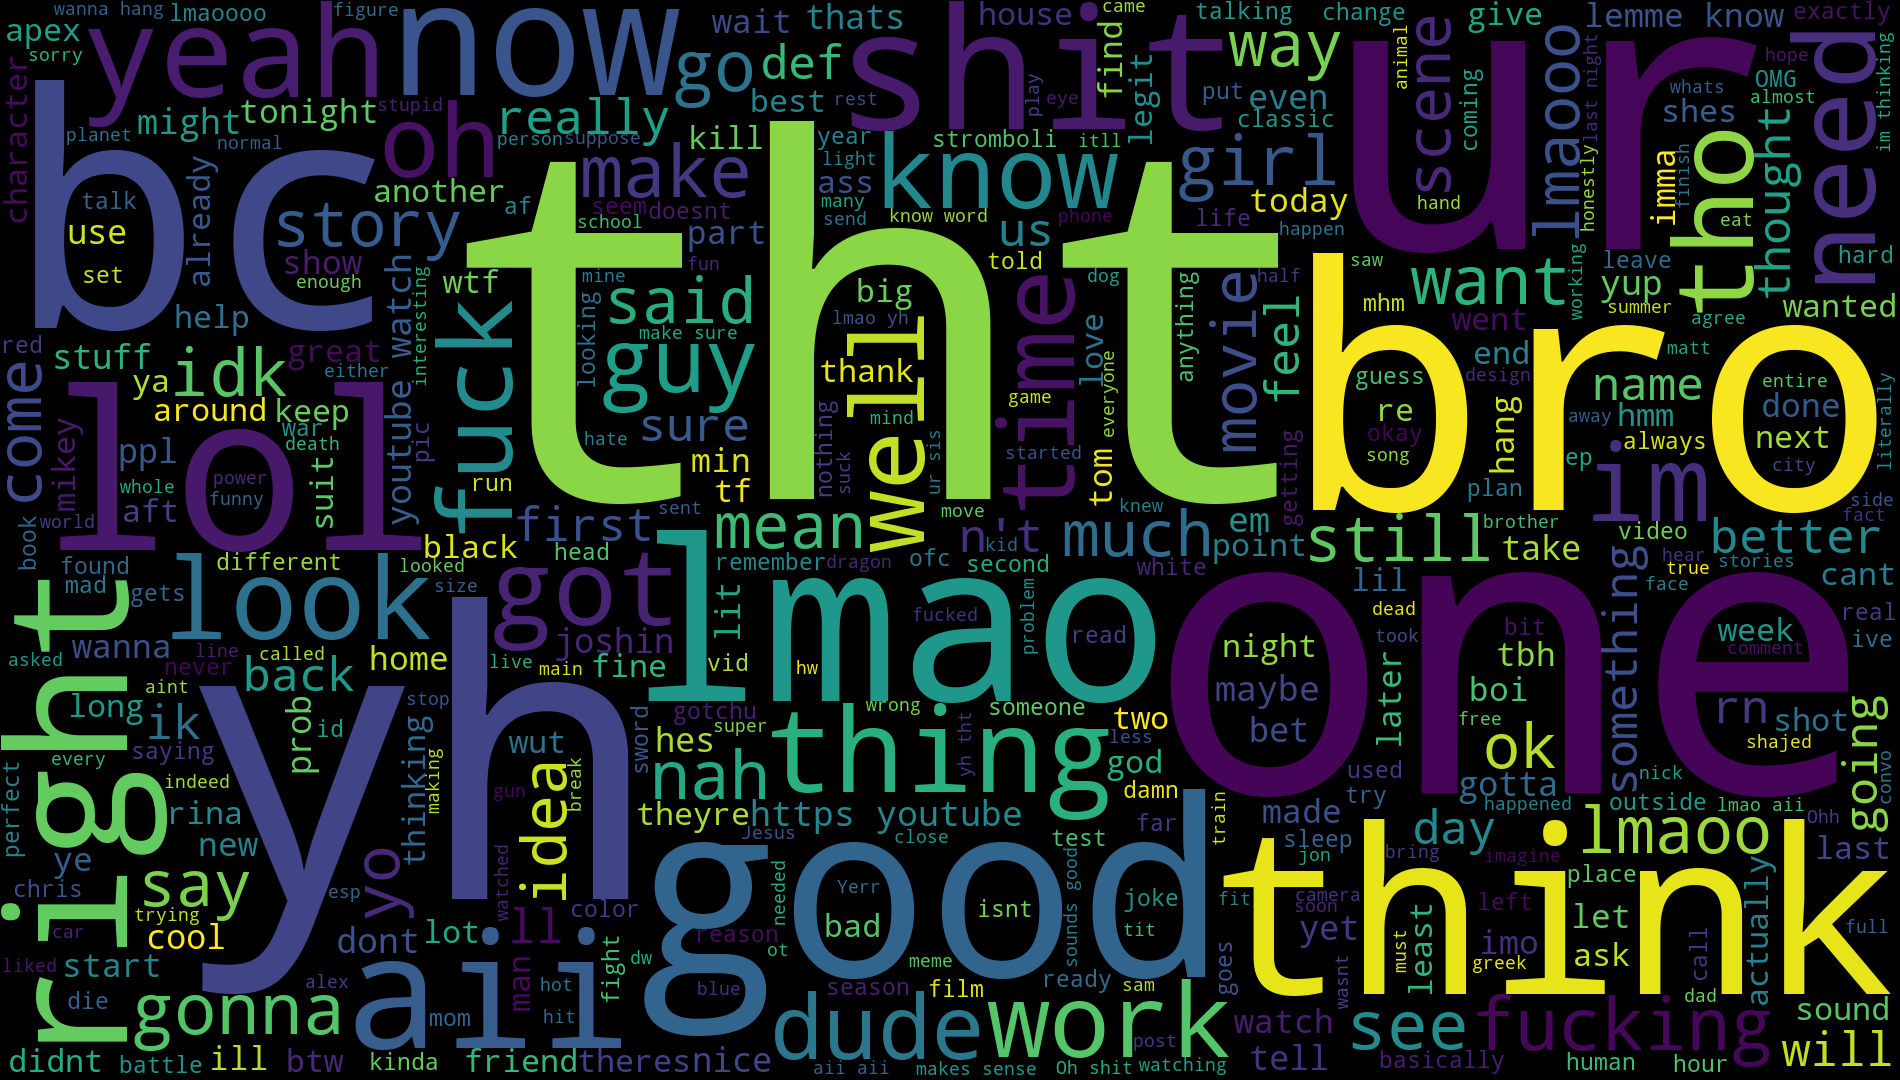 wanna hang
lmaoooo
figure
apex
sorry
yeah
now
wait
thats
shit
house
came
find
talking
change
give
lemme know
exactly
way
ur
scene
lmaooo
need
hope
animal
OMG
almost
whats
last night
im thinking
character
planet
might
tonight
stupid
normal
oh
really
go
def
best
rest
play
eye
legit
put
even
classic
coming
shes
honestly
finish
imma
tho
thought
bc
talk
already
story
another
af
person
suppose
make
kill
year
light
ass
many
send
know
stromboli
itll
girl
today
hand
eat
hard
use
set
show
enough
help
youtube watch
interesting
school
seem
doesnt
part
fun
us
know word
phone
life
happen
told
tht
wtf
mine
looking
said
make sure
big
lmao yh
dog
anything
half
movie
saw
mhm
want
working
leave
yup
summer
agree
wanted
red
stuff
idk
great
either
fuck
guy
well
thank
time
love
everyone
feel
bro
went
end
design
matt
name
come
ya
around
keep
war
death
pic
hate
sure
nothing
suck
mind
game
guess
re
okay
song
hang
away
hmm
always
entire
done
next
city
literally
mikey
ppl
whole
aft
lol
power
funny
suit
run
min
tf
started
ur sis
tom
getting
ep
plan
im
side
fact
book
world
found
mad
gets
different
looked
black
first
head
sent
mean
move
n't
kid
knew
much
em
point
still
brother
take
video
better
hear
true
face
stories
cant
right
look
size
got
joshin
remember
dragon
ofc
second
lit
lmao
fucked
problem
read
white
one
lil
dead
took
bit
tbh
something
week
comment
real
ive
asked
wanna
line
never
called
back
home
live
main
fine
vid
hw
night
maybe
bet
later
boi
free
ok
rn
shot
shajed
going
aint
long
ik
saying
every
indeed
prob
id
stop
thinking
making
yh
wut
idea
break
gun
sword
gotchu
super
hes
nah
thing
wrong
someone
yh tht
less
two
god
damn
used
try
gotta
happened
nick
outside
lmao aii
convo
perfect
rina
new
theyre
https youtube
Jesus
close
test
far
train
made
sleep
jon
day
bring
imagine
lmaoo
Ohh
last
ye
chris
say
trying
cool
car
esp
yo
watched
color
good
needed
Yerr
bad
isnt
sounds good
joke
tit
fit
think
camera
soon
yet
must
least
left
imo
greek
place
let
ask
call
actually
full
liked
start
die
gonna
alex
dont
lot
aii
ll
man
hot
hit
fight
dw
reason
blue
ot
meme
season
film
ready
sam
goes
wasnt
dad
mom
dude
work
post
watch
tell
see
fucking
basically
human
hour
sound
will
didnt
battle
ill
btw
kinda
friend
theres
nice
aii aii
makes sense
Oh shit
watching